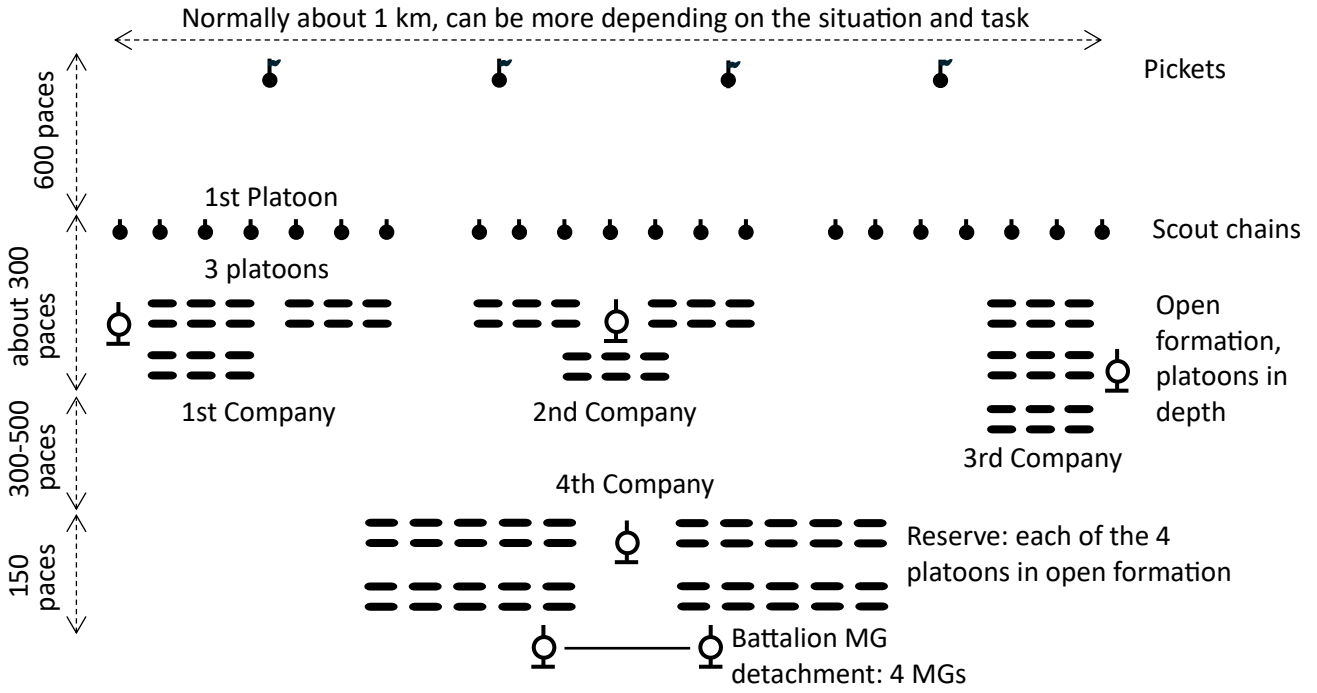 Normally about 1 km, can be more depending on the situation and task
Pickets
600 paces
1st Platoon
Scout chains
3 platoons
about 300
paces
Open
formation,
platoons in
depth
1st Company
2nd Company
3rd Company
300-500
paces
4th Company
Reserve: each of the 4
platoons in open formation
150
paces
Battalion MG
detachment: 4 MGs